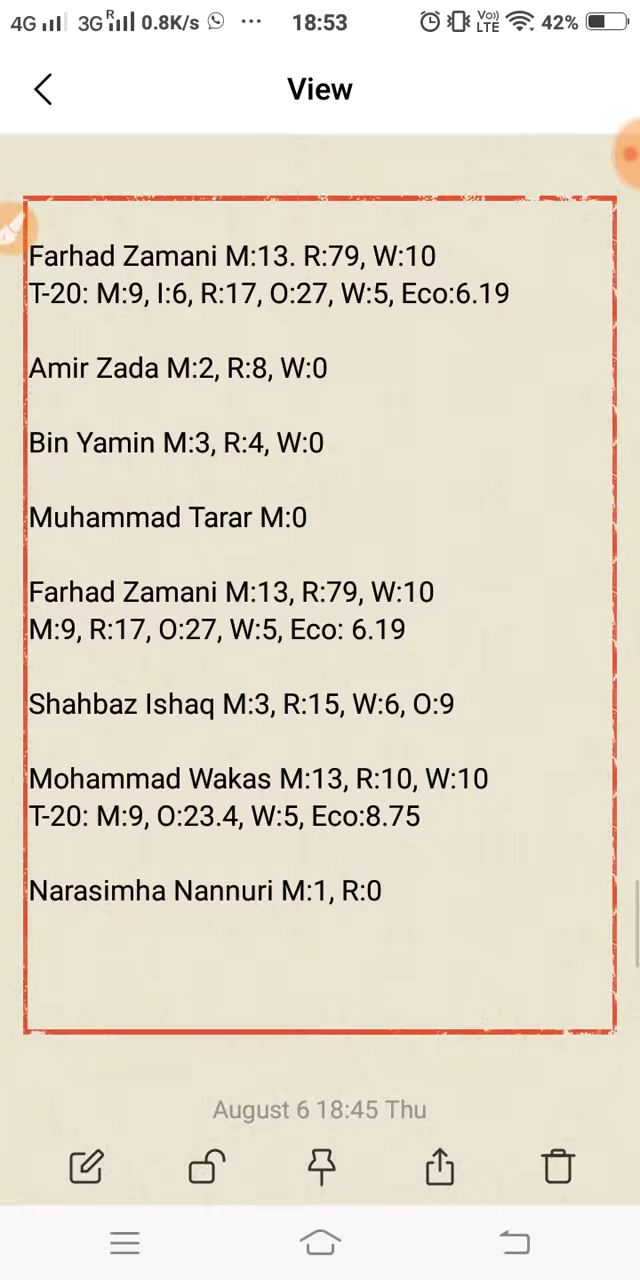 4G 3G R 0.8K/s ... 18:53 Vo) LTE 42%
View
Farhad Zamani M:13. R:79, W:10
T-20: M:9, I:6, R:17, O:27, W:5, Eco:6.19
Amir Zada M:2, R:8, W:0
Bin Yamin M:3, R:4, W:0
Muhammad Tarar M:0
Farhad Zamani M:13, R:79, W:10
M:9, R:17, O:27, W:5, Eco: 6.19
Shahbaz Ishaq M:3, R:15, W:6, O:9
Mohammad Wakas M:13, R:10, W:10
T-20: M:9, O:23.4, W:5, Eco:8.75
Narasimha Nannuri M:1, R:0
August 6 18:45 Thu